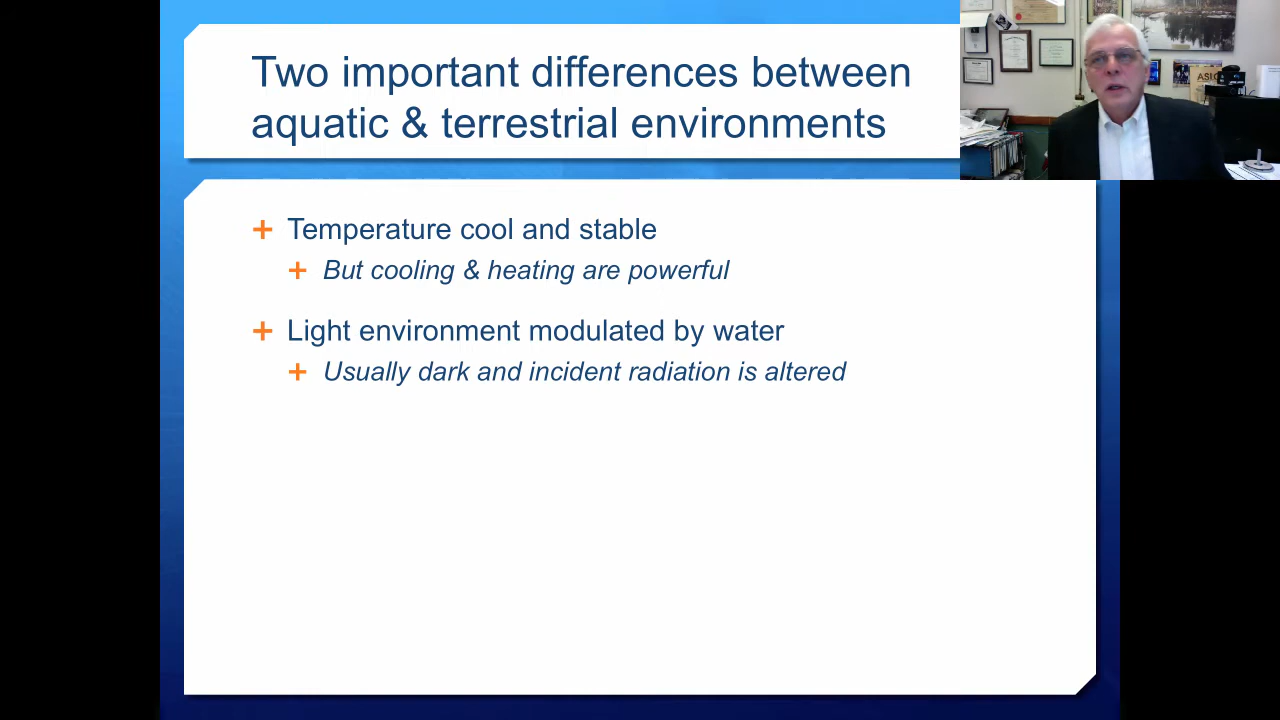 Two important differences between
aquatic & terrestrial environments
Temperature cool and stable
But cooling & heating are powerful
Light environment modulated by water
Usually dark and incident radiation is altered